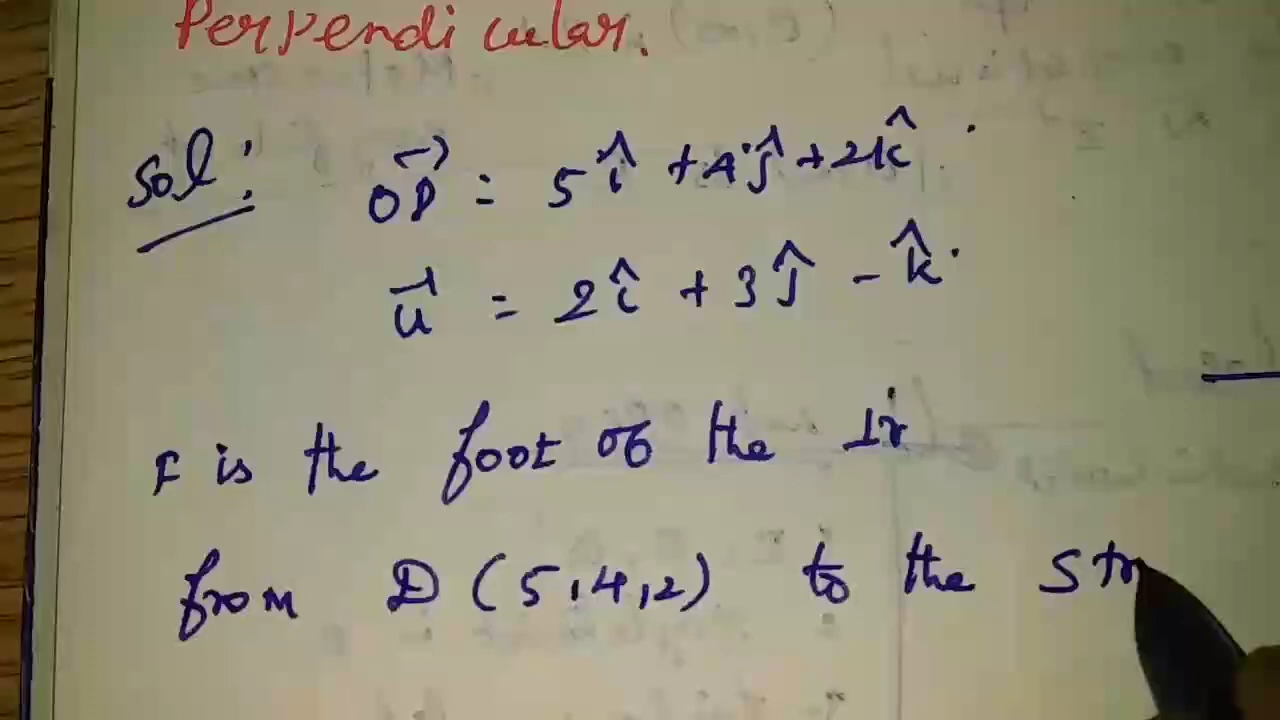 Perpendicular.
Sol: OD = 5î + 4ĵ + 2k̂.
u = 2î + 3ĵ - k̂.
F is the foot of the ⊥r
from D (5,4,2) to the str